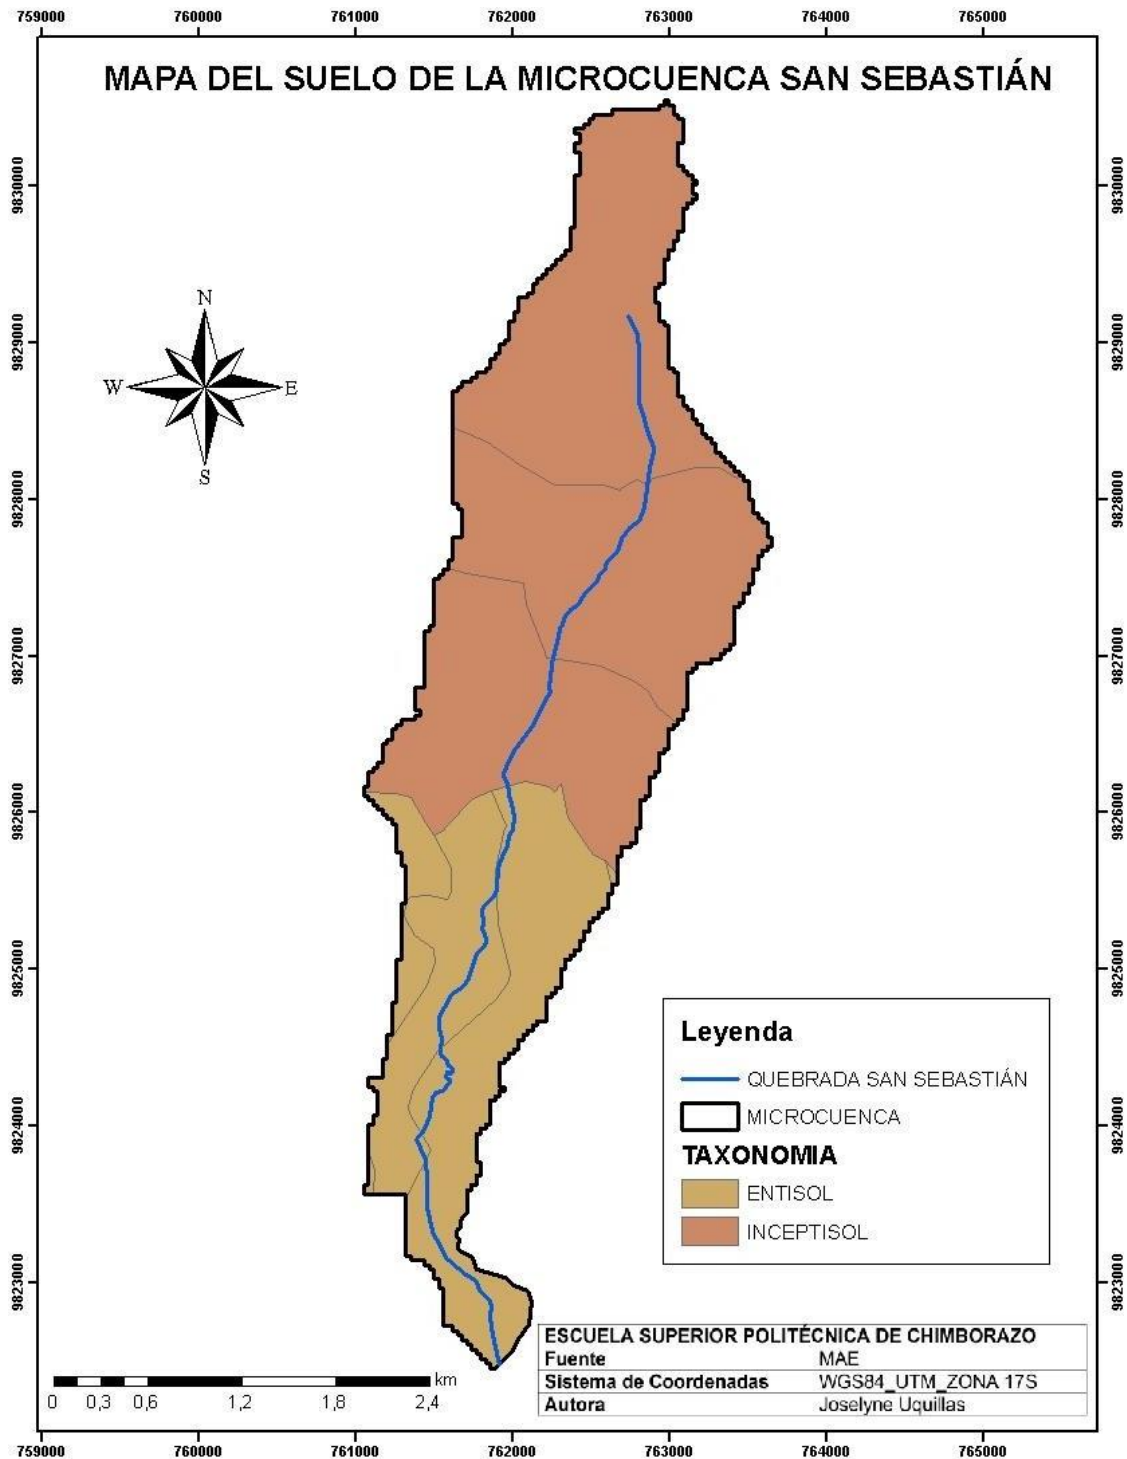 759000 760000 761000 762000 763000 764000 765000
MAPA DEL SUELO DE LA MICROCUENCA SAN SEBASTIÁN
9830000 9830000
N
9829000 9829000
W E
S
9828000 9828000
9827000 9827000
9826000 9826000
9825000 9825000
Leyenda
QUEBRADA SAN SEBASTIÁN
MICROCUENCA
9824000 9824000
TAXONOMIA
ENTISOL
INCEPTISOL
9823000 9823000
ESCUELA SUPERIOR POLITÉCNICA DE CHIMBORAZO
Fuente MAE
Sistema de Coordenadas WGS84_UTM_ZONA 17S
Autora Joselyne Uquillas
km
0 0,3 0,6 1,2 1,8 2,4
759000 760000 761000 762000 763000 764000 765000